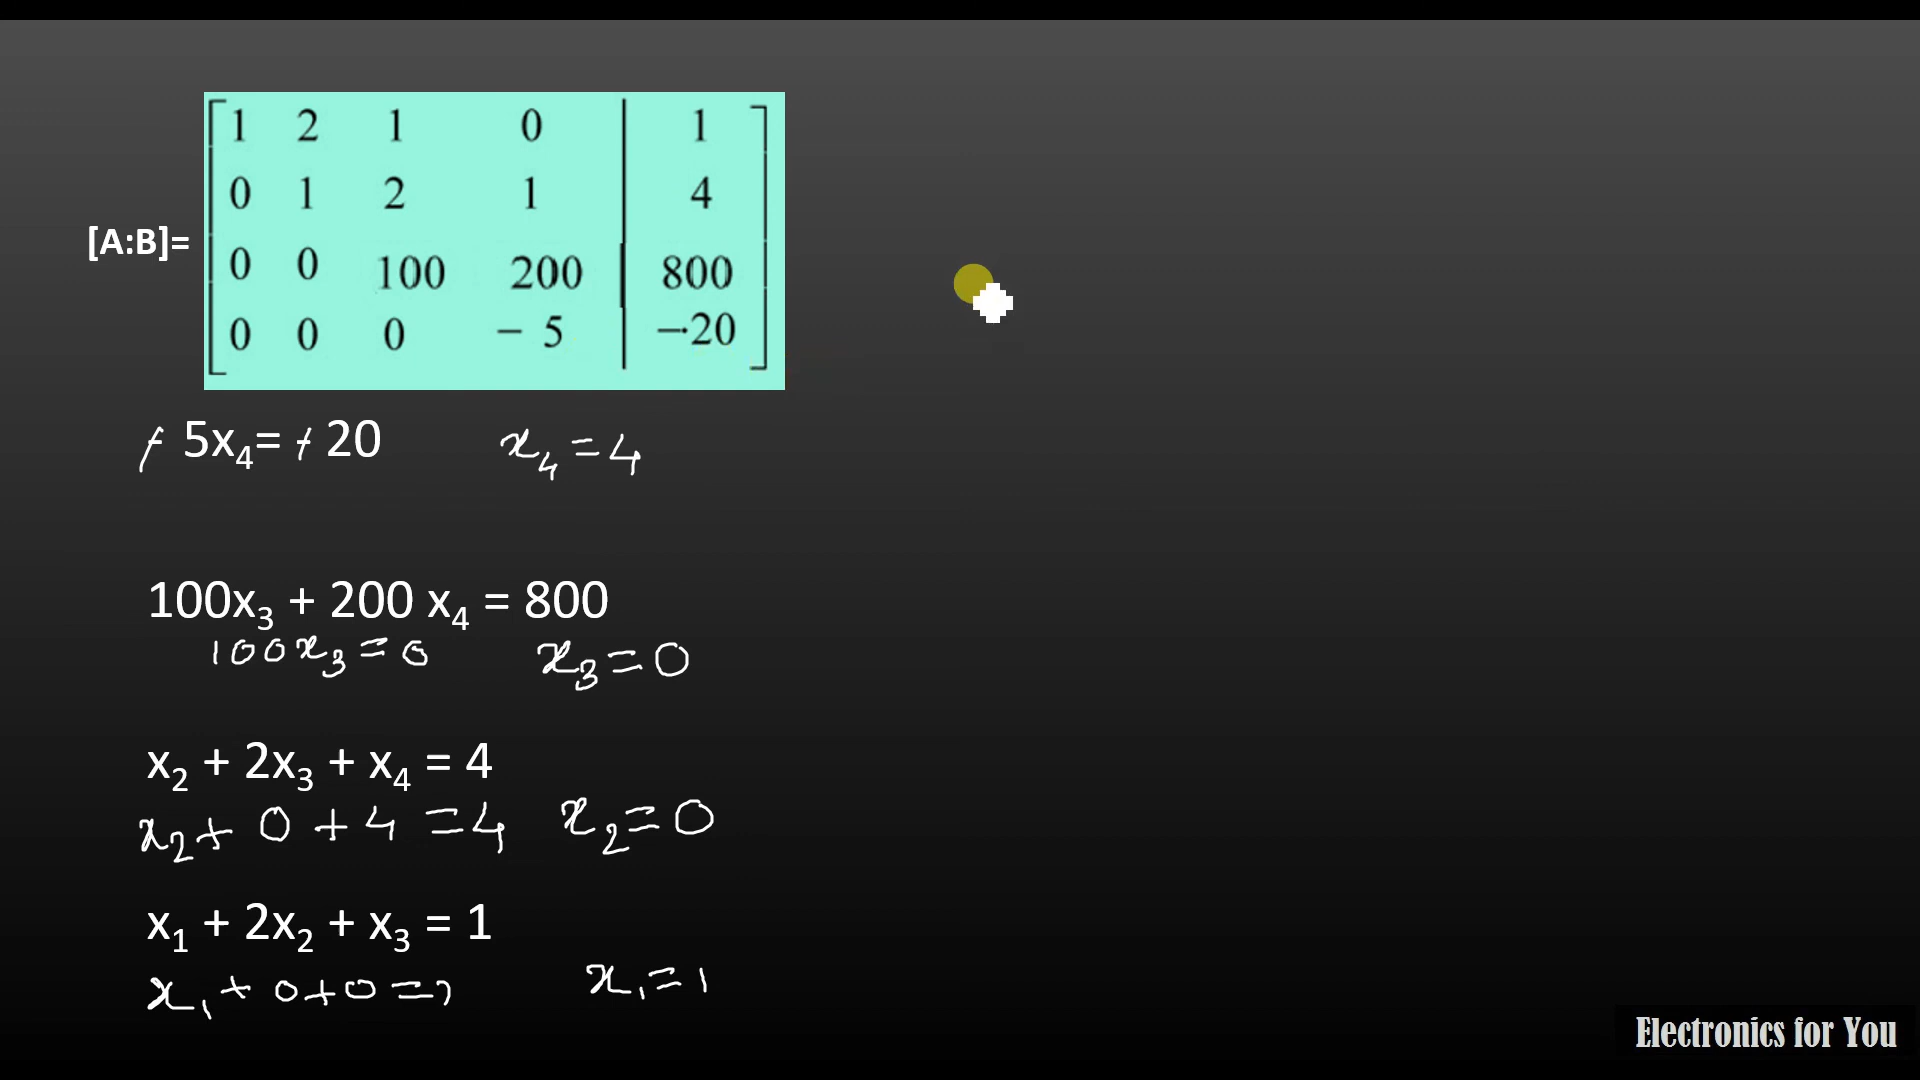 [A:B]=
1 2 1 0 | 1
0 1 2 1 | 4
0 0 100 200 | 800
0 0 0 - 5 | -20
- 5x₄= - 20 x₄ = 4
100x₃ + 200 x₄ = 800
100x₃ = 0 x₃ = 0
x₂ + 2x₃ + x₄ = 4
x₂ + 0 + 4 = 4 x₂ = 0
x₁ + 2x₂ + x₃ = 1
x₁ + 0 + 0 = 1 x₁ = 1
Electronics for You